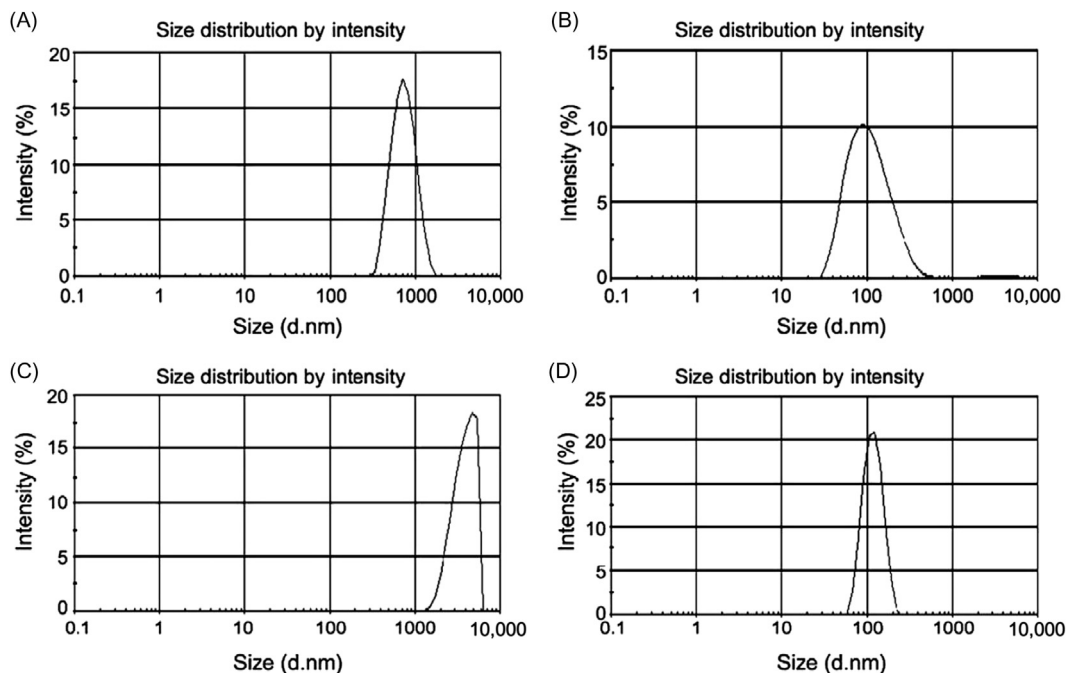 (A)
Size distribution by intensity
Intensity (%)
20
15
10
5
0
0.1 1 10 100 1000 10,000
Size (d.nm)
(B)
Size distribution by intensity
Intensity (%)
15
10
5
0
0.1 1 10 100 1000 10,000
Size (d.nm)
(C)
Size distribution by intensity
Intensity (%)
20
15
10
5
0
0.1 1 10 100 1000 10,000
Size (d.nm)
(D)
Size distribution by intensity
Intensity (%)
25
20
15
10
5
0
0.1 1 10 100 1000 10,000
Size (d.nm)